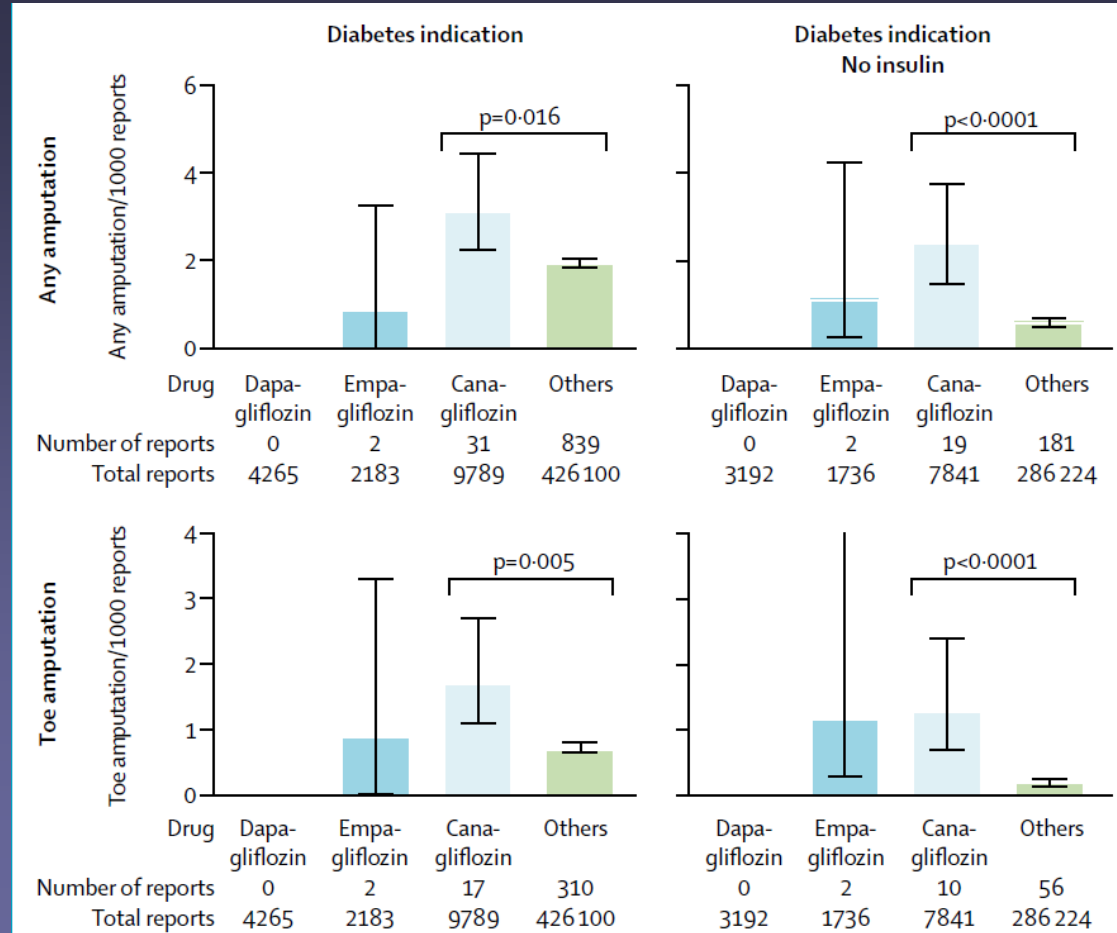 Diabetes indication
Diabetes indication
No insulin
Any amputation
Any amputation/1000 reports
6
4
2
0
p=0·016
p<0·0001
Drug Dapa- Empa- Cana- Others Dapa- Empa- Cana- Others
gliflozin gliflozin gliflozin gliflozin gliflozin gliflozin
Number of reports 0 2 31 839 0 2 19 181
Total reports 4265 2183 9789 426 100 3192 1736 7841 286 224
Toe amputation
Toe amputation/1000 reports
4
3
2
1
0
p=0·005
p<0·0001
Drug Dapa- Empa- Cana- Others Dapa- Empa- Cana- Others
gliflozin gliflozin gliflozin gliflozin gliflozin gliflozin
Number of reports 0 2 17 310 0 2 10 56
Total reports 4265 2183 9789 426 100 3192 1736 7841 286 224